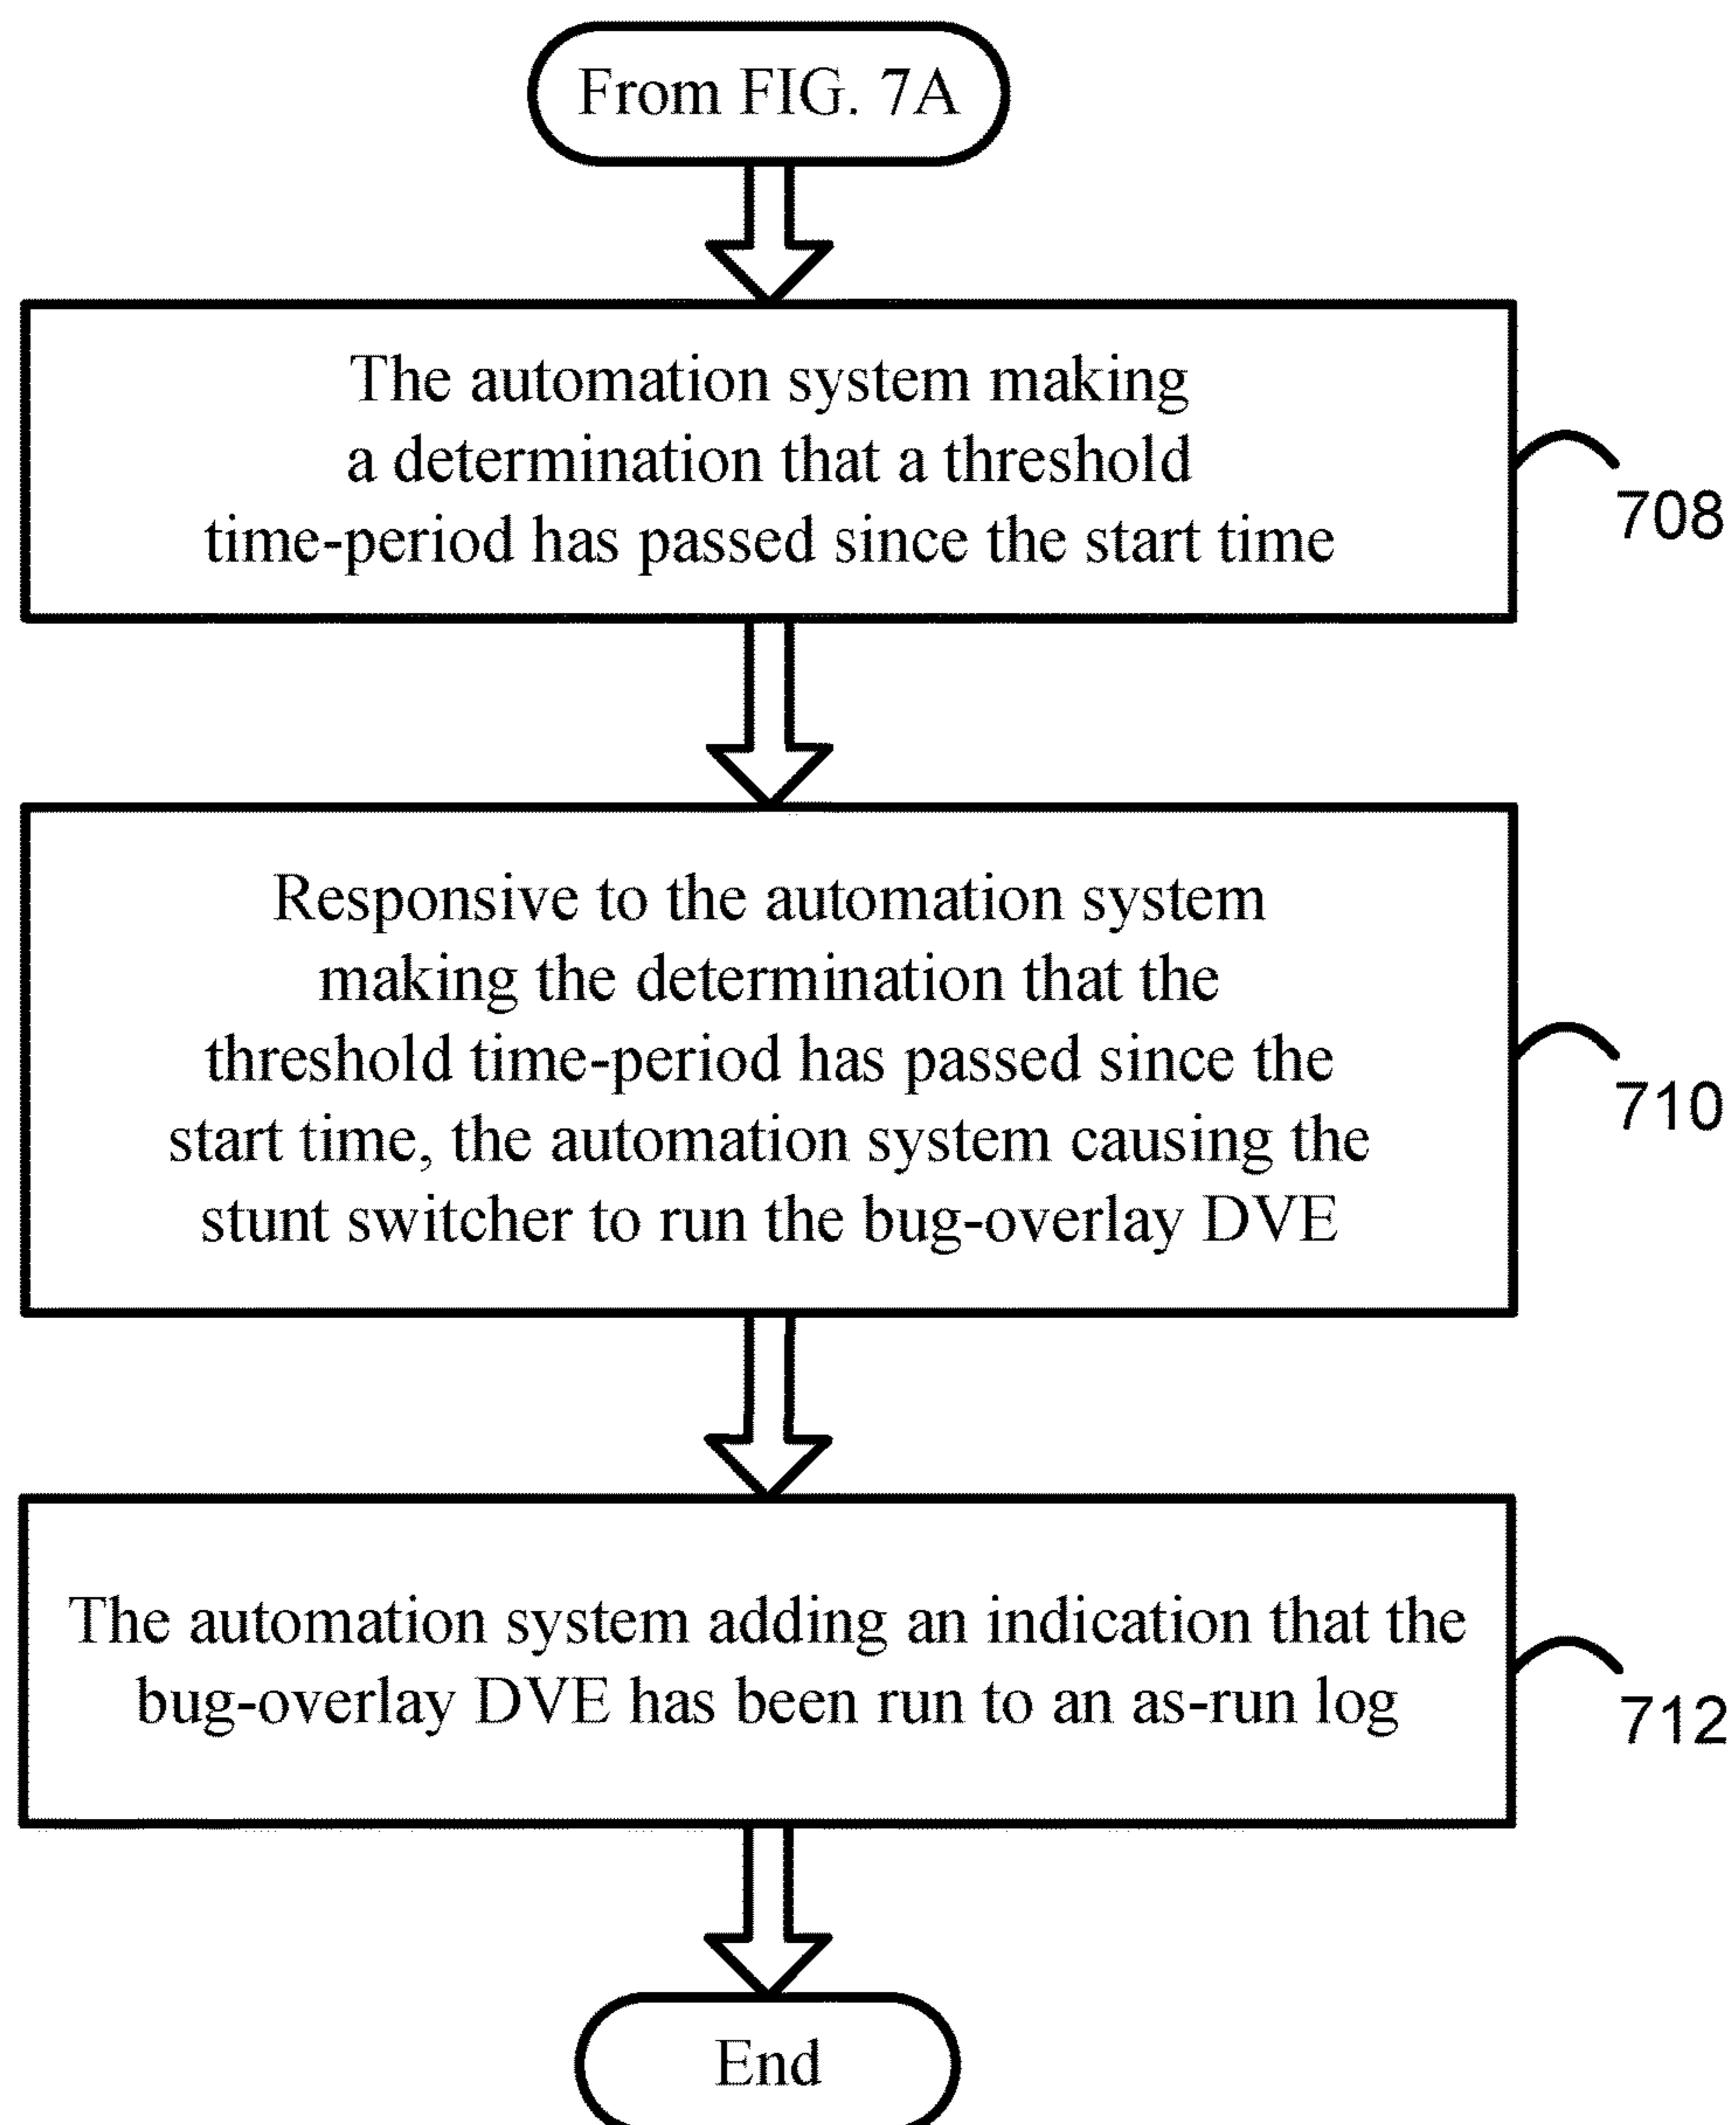 From FIG. 7A
The automation system making
a determination that a threshold
time-period has passed since the start time
708
Responsive to the automation system
making the determination that the
threshold time-period has passed since the
start time, the automation system causing the
stunt switcher to run the bug-overlay DVE
710
The automation system adding an indication that the
bug-overlay DVE has been run to an as-run log
712
End